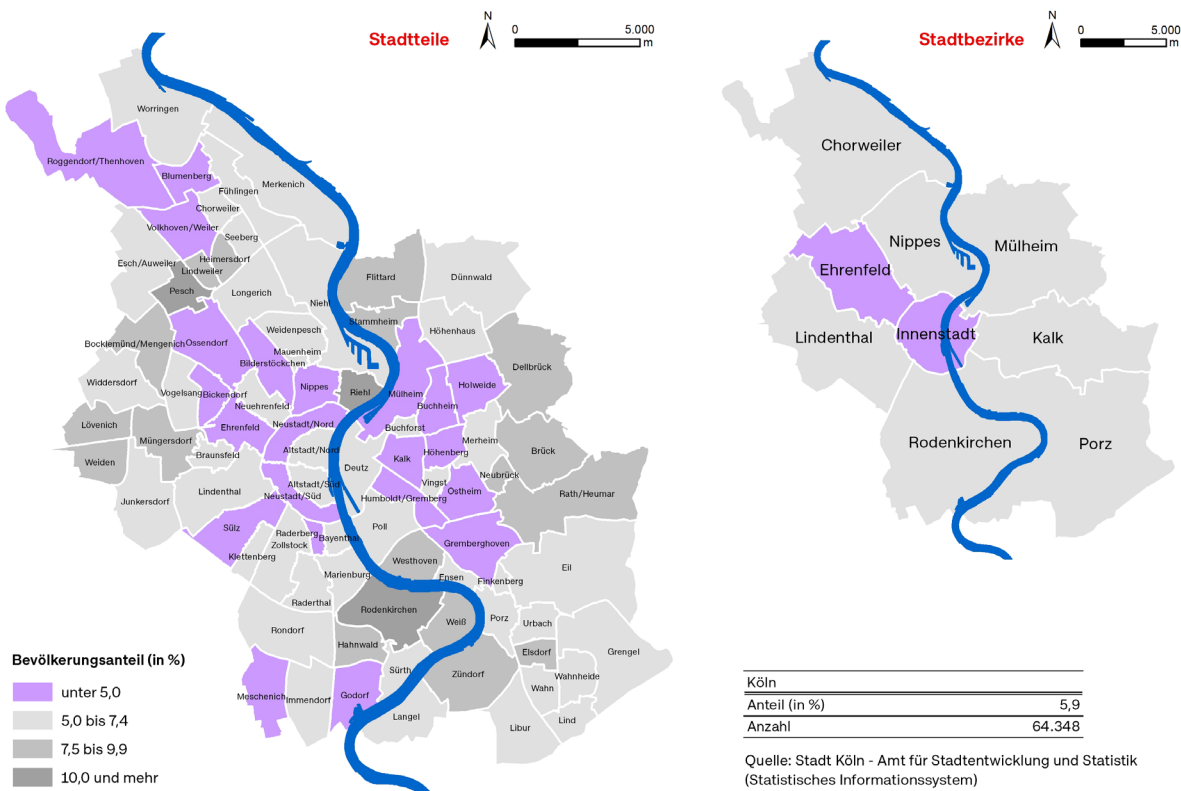 Stadtteile
N
0
5.000
m
Worringen
Roggendorf/Thenhoven
Blumenberg
Merkenich
Fühlingen
Chorweiler
Volkhoven/Weiler
Seeberg
Heimersdorf
Esch/Auweiler
Lindweiler
Pesch
Longerich
Flittard
Dünnwald
Niehl
Stammheim
Weidenpesch
Höhenhaus
Bocklemünd/Mengenich
Ossendorf
Mauenheim
Bilderstöckchen
Dellbrück
Widdersdorf
Vogelsang
Bickendorf
Nippes
Riehl
Mülheim
Holweide
Neuehrenfeld
Buchheim
Lövenich
Ehrenfeld
Neustadt/Nord
Buchforst
Müngersdorf
Merheim
Altstadt/Nord
Höhenberg
Brück
Braunsfeld
Weiden
Kalk
Deutz
Neubrück
Altstadt/Süd
Vingst
Ostheim
Lindenthal
Neustadt/Süd
Humboldt/Gremberg
Rath/Heumar
Junkersdorf
Sülz
Poll
Raderberg
Bayenthal
Zollstock
Gremberghoven
Klettenberg
Westhoven
Eil
Marienburg
Ensen
Finkenberg
Raderthal
Rodenkirchen
Weiß
Porz
Urbach
Rondorf
Hahnwald
Elsdorf
Grengel
Sürth
Zündorf
Wahnheide
Wahn
Meschenich
Immendorf
Godorf
Langel
Libur
Lind
Bevölkerungsanteil (in %)
unter 5,0
5,0 bis 7,4
7,5 bis 9,9
10,0 und mehr
Stadtbezirke
N
0
5.000
m
Chorweiler
Nippes
Mülheim
Ehrenfeld
Lindenthal
Innenstadt
Kalk
Rodenkirchen
Porz
Köln
Anteil (in %) 5,9
Anzahl 64.348
Quelle: Stadt Köln - Amt für Stadtentwicklung und Statistik
(Statistisches Informationssystem)